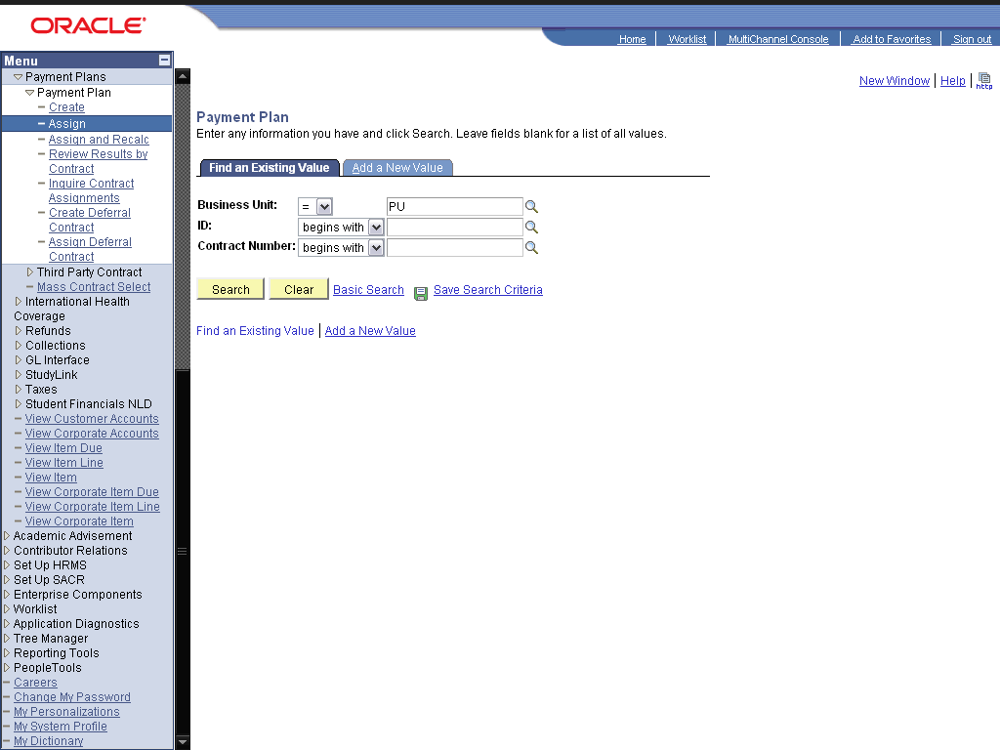 ORACLE
Home
Worklist
MultiChannel Console
Add to Favorites
Sign out
Menu
Payment Plans
Payment Plan
Create
Assign
Assign and Recalc
Review Results by
Contract
Inquire Contract
Assignments
Create Deferral
Contract
Assign Deferral
Contract
Third Party Contract
Mass Contract Select
International Health
Coverage
Refunds
Collections
GL Interface
StudyLink
Taxes
Student Financials NLD
View Customer Accounts
View Corporate Accounts
View Item Due
View Item Line
View Item
View Corporate Item Due
View Corporate Item Line
View Corporate Item
Academic Advisement
Contributor Relations
Set Up HRMS
Set Up SACR
Enterprise Components
Worklist
Application Diagnostics
Tree Manager
Reporting Tools
PeopleTools
Careers
Change My Password
My Personalizations
My System Profile
My Dictionary
New Window | Help | http
Payment Plan
Enter any information you have and click Search. Leave fields blank for a list of all values.
Find an Existing Value
Add a New Value
Business Unit: = PU
ID: begins with
Contract Number: begins with
Search Clear Basic Search Save Search Criteria
Find an Existing Value | Add a New Value